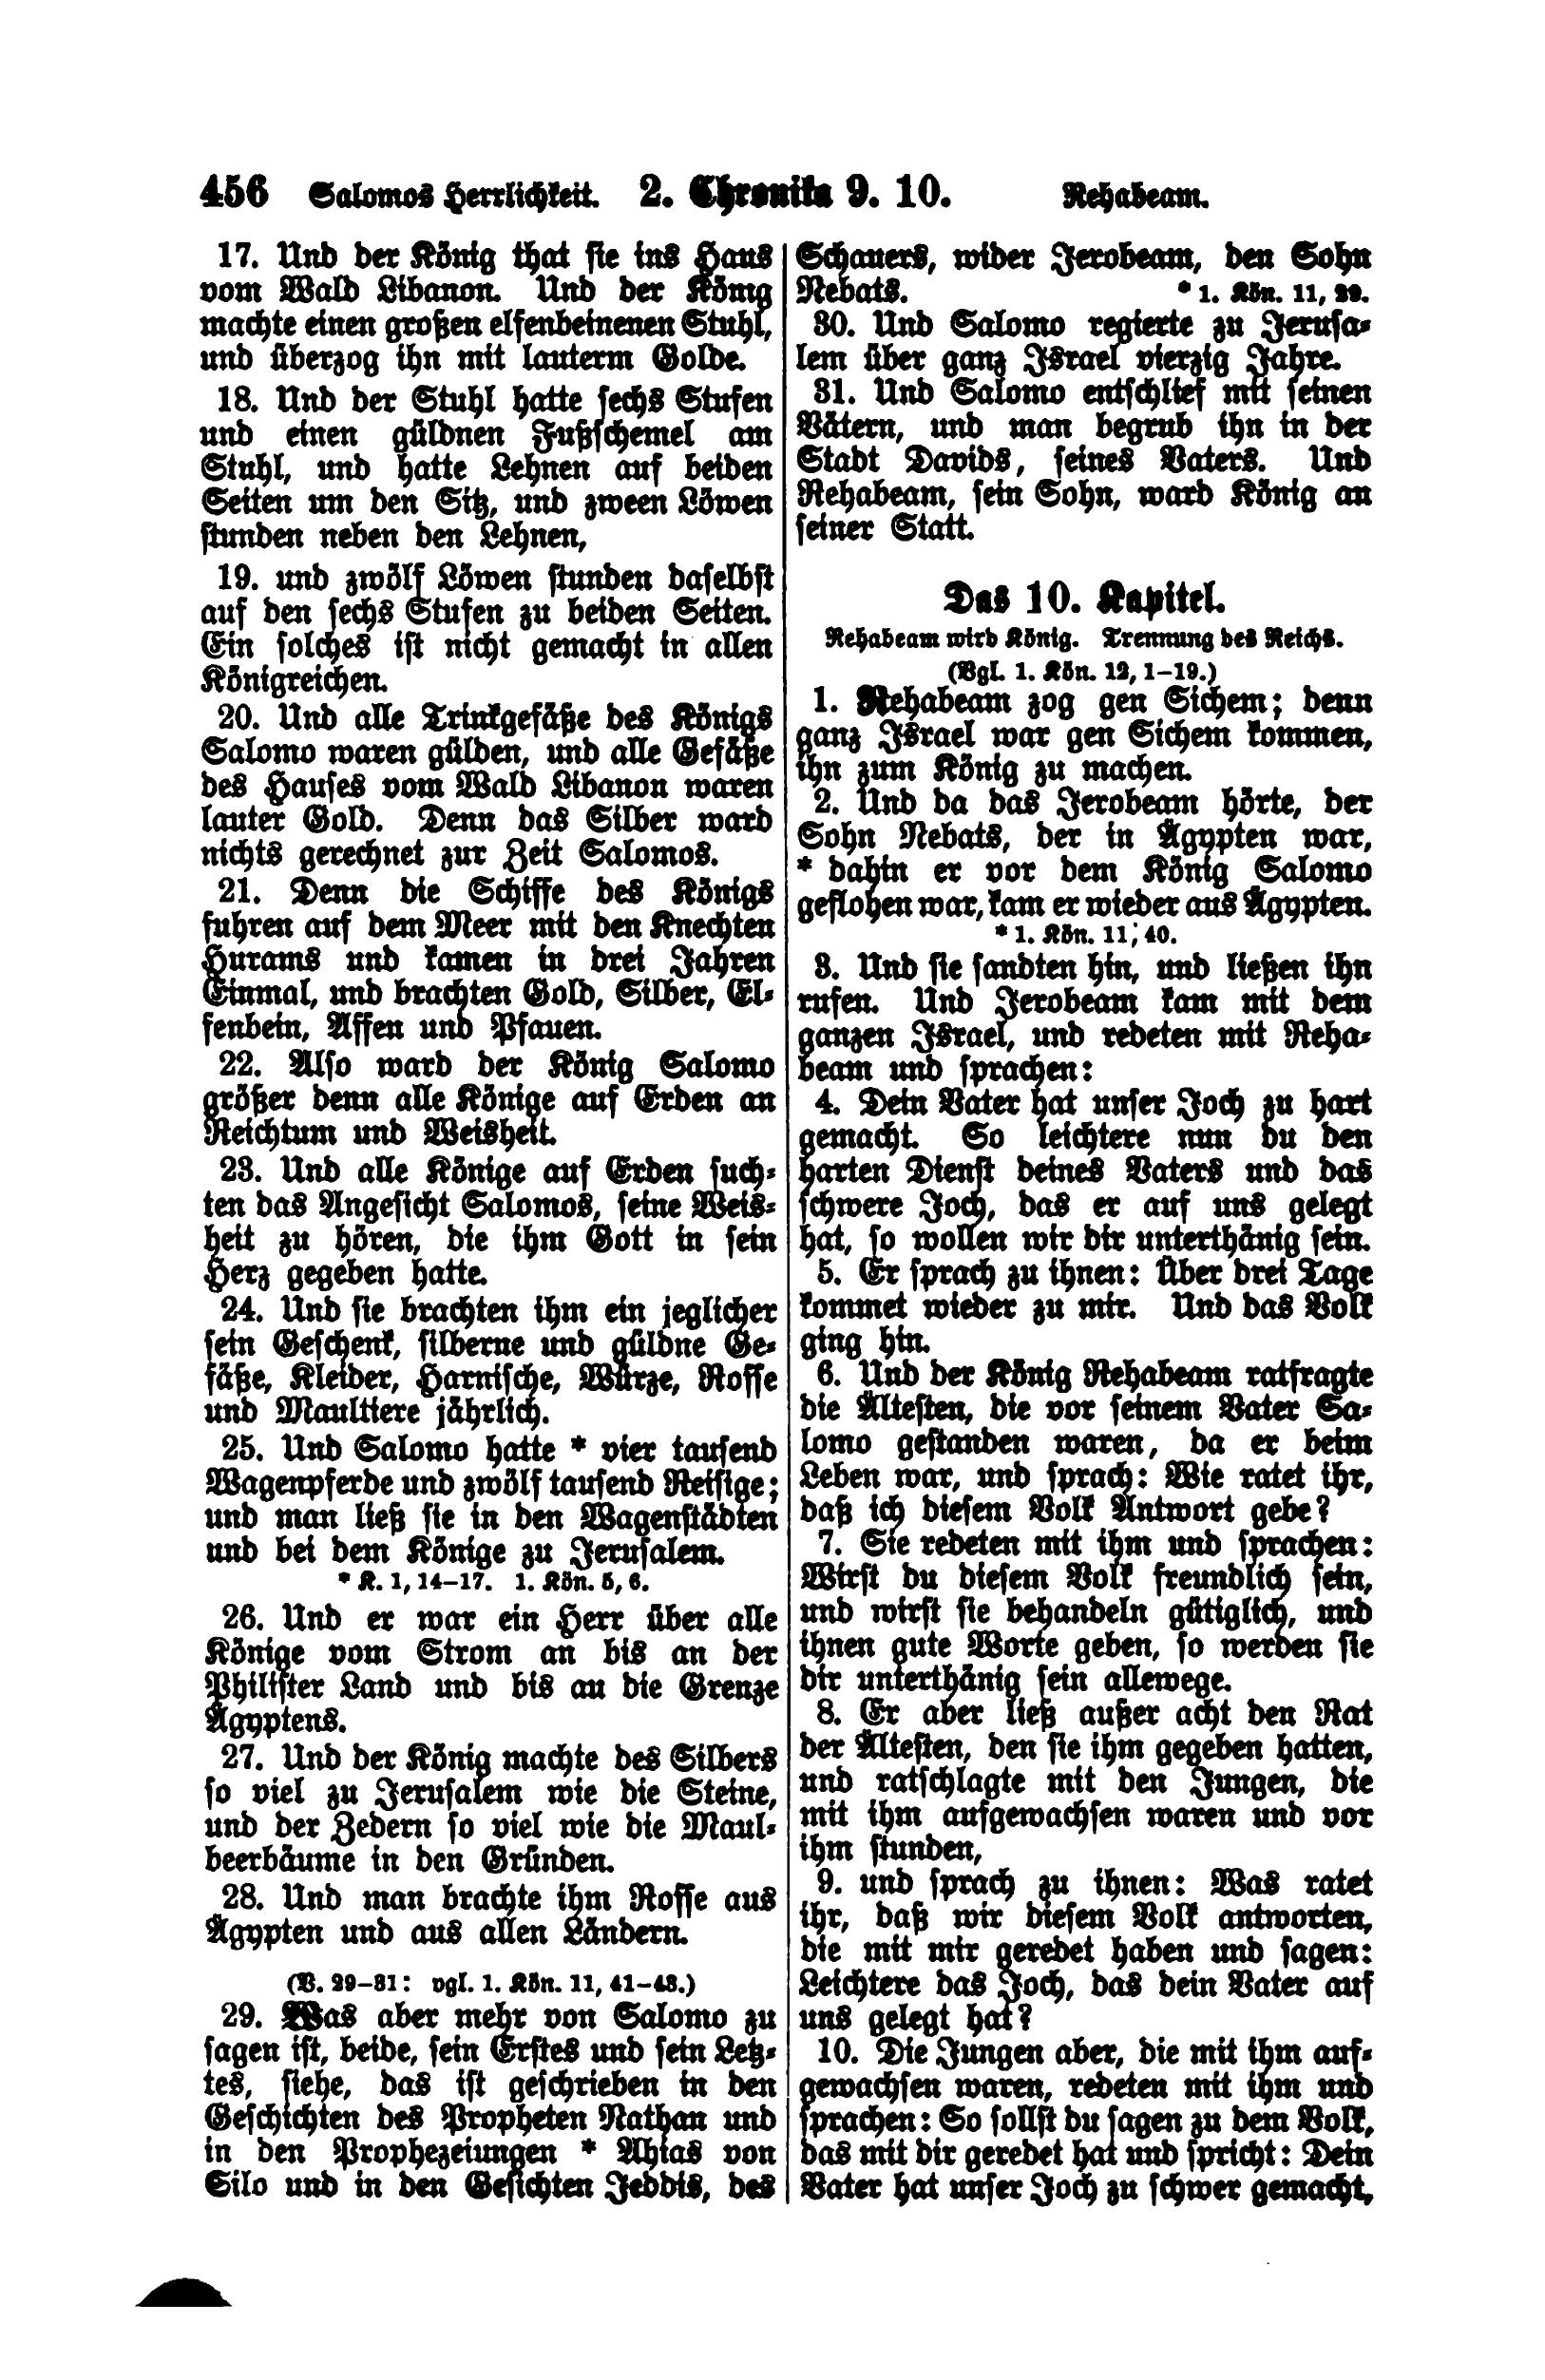 456 Salomos Herrlichkeit. 2. Chronika 9. 10. Rehabeam.
17. Und der König that sie ins Haus
vom Wald Libanon. Und der König
machte einen großen elfenbeinenen Stuhl,
und überzog ihn mit lauterm Golde.
18. Und der Stuhl hatte sechs Stufen
und einen güldnen Fußschemel am
Stuhl, und hatte Lehnen auf beiden
Seiten um den Sitz, und zween Löwen
stunden neben den Lehnen,
19. und zwölf Löwen stunden daselbst
auf den sechs Stufen zu beiden Seiten.
Ein solches ist nicht gemacht in allen
Königreichen.
20. Und alle Trinkgefäße des Königs
Salomo waren gülden, und alle Gefäße
des Hauses vom Wald Libanon waren
lauter Gold. Denn das Silber ward
nichts gerechnet zur Zeit Salomos.
21. Denn die Schiffe des Königs
fuhren auf dem Meer mit den Knechten
Hurams und kamen in drei Jahren
Einmal, und brachten Gold, Silber, El-
fenbein, Affen und Pfauen.
22. Also ward der König Salomo
größer denn alle Könige auf Erden an
Reichtum und Weisheit.
23. Und alle Könige auf Erden such-
ten das Angesicht Salomos, seine Weis-
heit zu hören, die ihm Gott in sein
Herz gegeben hatte.
24. Und sie brachten ihm ein jeglicher
sein Geschenk, silberne und güldne Ge-
fäße, Kleider, Harnische, Würze, Rosse
und Maultiere jährlich.
25. Und Salomo hatte * vier tausend
Wagenpferde und zwölf tausend Reisige;
und man ließ sie in den Wagenstädten
und bei dem Könige zu Jerusalem.
* K. 1, 14–17. 1. Kön. 5, 6.
26. Und er war ein Herr über alle
Könige vom Strom an bis an der
Philister Land und bis an die Grenze
Ägyptens.
27. Und der König machte des Silbers
so viel zu Jerusalem wie die Steine,
und der Zedern so viel wie die Maul-
beerbäume in den Gründen.
28. Und man brachte ihm Rosse aus
Ägypten und aus allen Ländern.
(V. 29–31: vgl. 1. Kön. 11, 41–43.)
29. Was aber mehr von Salomo zu
sagen ist, beide, sein Erstes und sein Letz-
tes, siehe, das ist geschrieben in den
Geschichten des Propheten Nathan und
in den Prophezeiungen * Ahias von
Silo und in den Gesichten Jeddis, des
Schauers, wider Jerobeam, den Sohn
Nebats. * 1. Kön. 11, 29.
30. Und Salomo regierte zu Jerusa-
lem über ganz Israel vierzig Jahre.
31. Und Salomo entschlief mit seinen
Vätern, und man begrub ihn in der
Stadt Davids, seines Vaters. Und
Rehabeam, sein Sohn, ward König an
seiner Statt.
Das 10. Kapitel.
Rehabeam wird König. Trennung des Reichs.
(Vgl. 1. Kön. 12, 1–19.)
1. Rehabeam zog gen Sichem; denn
ganz Israel war gen Sichem kommen,
ihn zum König zu machen.
2. Und da das Jerobeam hörte, der
Sohn Nebats, der in Ägypten war,
* dahin er vor dem König Salomo
geflohen war, kam er wieder aus Ägypten.
* 1. Kön. 11, 40.
3. Und sie sandten hin, und ließen ihn
rufen. Und Jerobeam kam mit dem
ganzen Israel, und redeten mit Reha-
beam und sprachen:
4. Dein Vater hat unser Joch zu hart
gemacht. So leichtere nun du den
harten Dienst deines Vaters und das
schwere Joch, das er auf uns gelegt
hat, so wollen wir dir unterthänig sein.
5. Er sprach zu ihnen: Über drei Tage
kommet wieder zu mir. Und das Volk
ging hin.
6. Und der König Rehabeam ratfragte
die Ältesten, die vor seinem Vater Sa-
lomo gestanden waren, da er beim
Leben war, und sprach: Wie ratet ihr,
daß ich diesem Volk Antwort gebe?
7. Sie redeten mit ihm und sprachen:
Wirst du diesem Volk freundlich sein,
und wirst sie behandeln gütiglich, und
ihnen gute Worte geben, so werden sie
dir unterthänig sein allewege.
8. Er aber ließ außer acht den Rat
der Ältesten, den sie ihm gegeben hatten,
und ratschlagte mit den Jungen, die
mit ihm aufgewachsen waren und vor
ihm stunden,
9. und sprach zu ihnen: Was ratet
ihr, daß wir diesem Volk antworten,
die mit mir geredet haben und sagen:
Leichtere das Joch, das dein Vater auf
uns gelegt hat?
10. Die Jungen aber, die mit ihm auf-
gewachsen waren, redeten mit ihm und
sprachen: So sollst du sagen zu dem Volk,
das mit dir geredet hat und spricht: Dein
Vater hat unser Joch zu schwer gemacht,